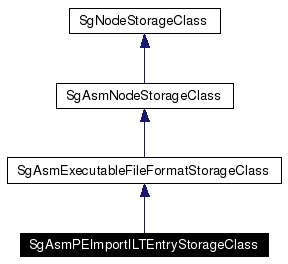 SgNodeStorageClass
SgAsmNodeStorageClass
SgAsmExecutableFileFormatStorageClass
SgAsmPEImportILTEntryStorageClass